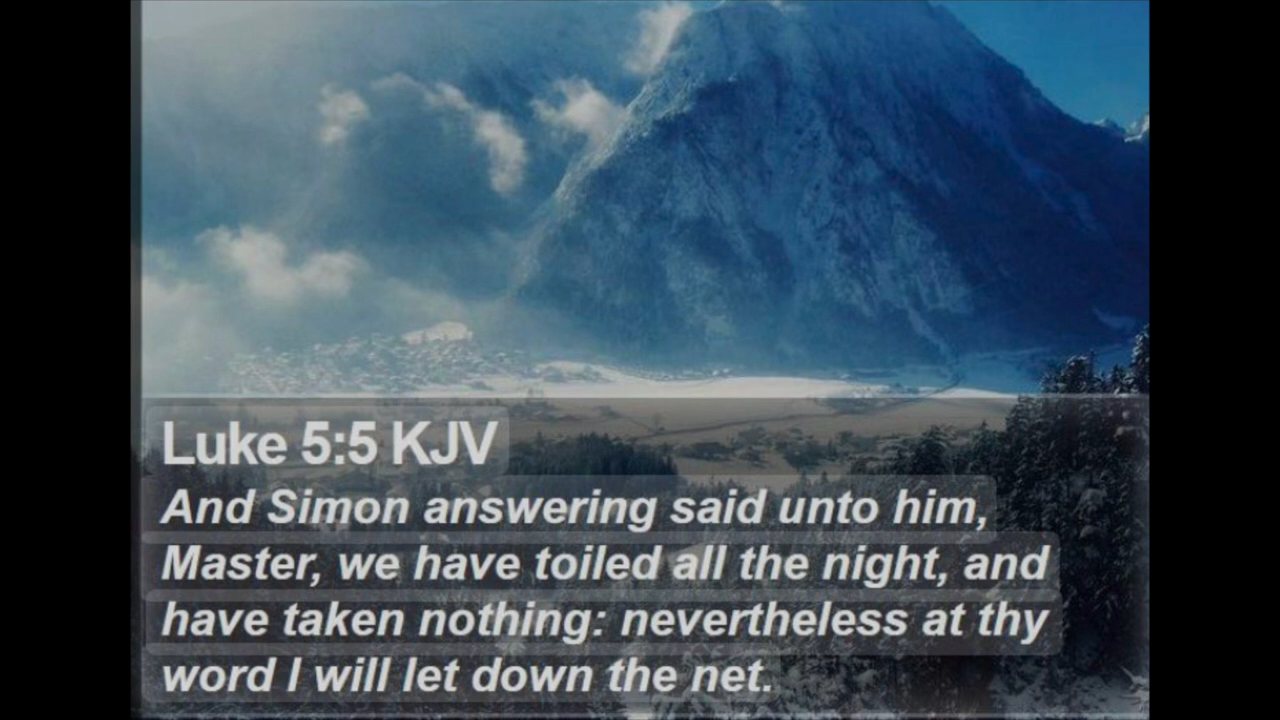 Luke 5:5 KJV
And Simon answering said unto him,
Master, we have toiled all the night, and
have taken nothing: nevertheless at thy
word I will let down the net.